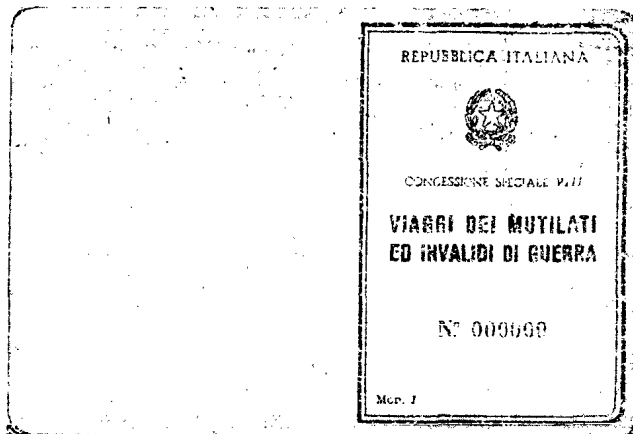 REPUBBLICA ITALIANA
CONCESSIONE SPECIALE
VIAGGI DEI MUTILATI
ED INVALIDI DI GUERRA
N° 000000
Mod. 1